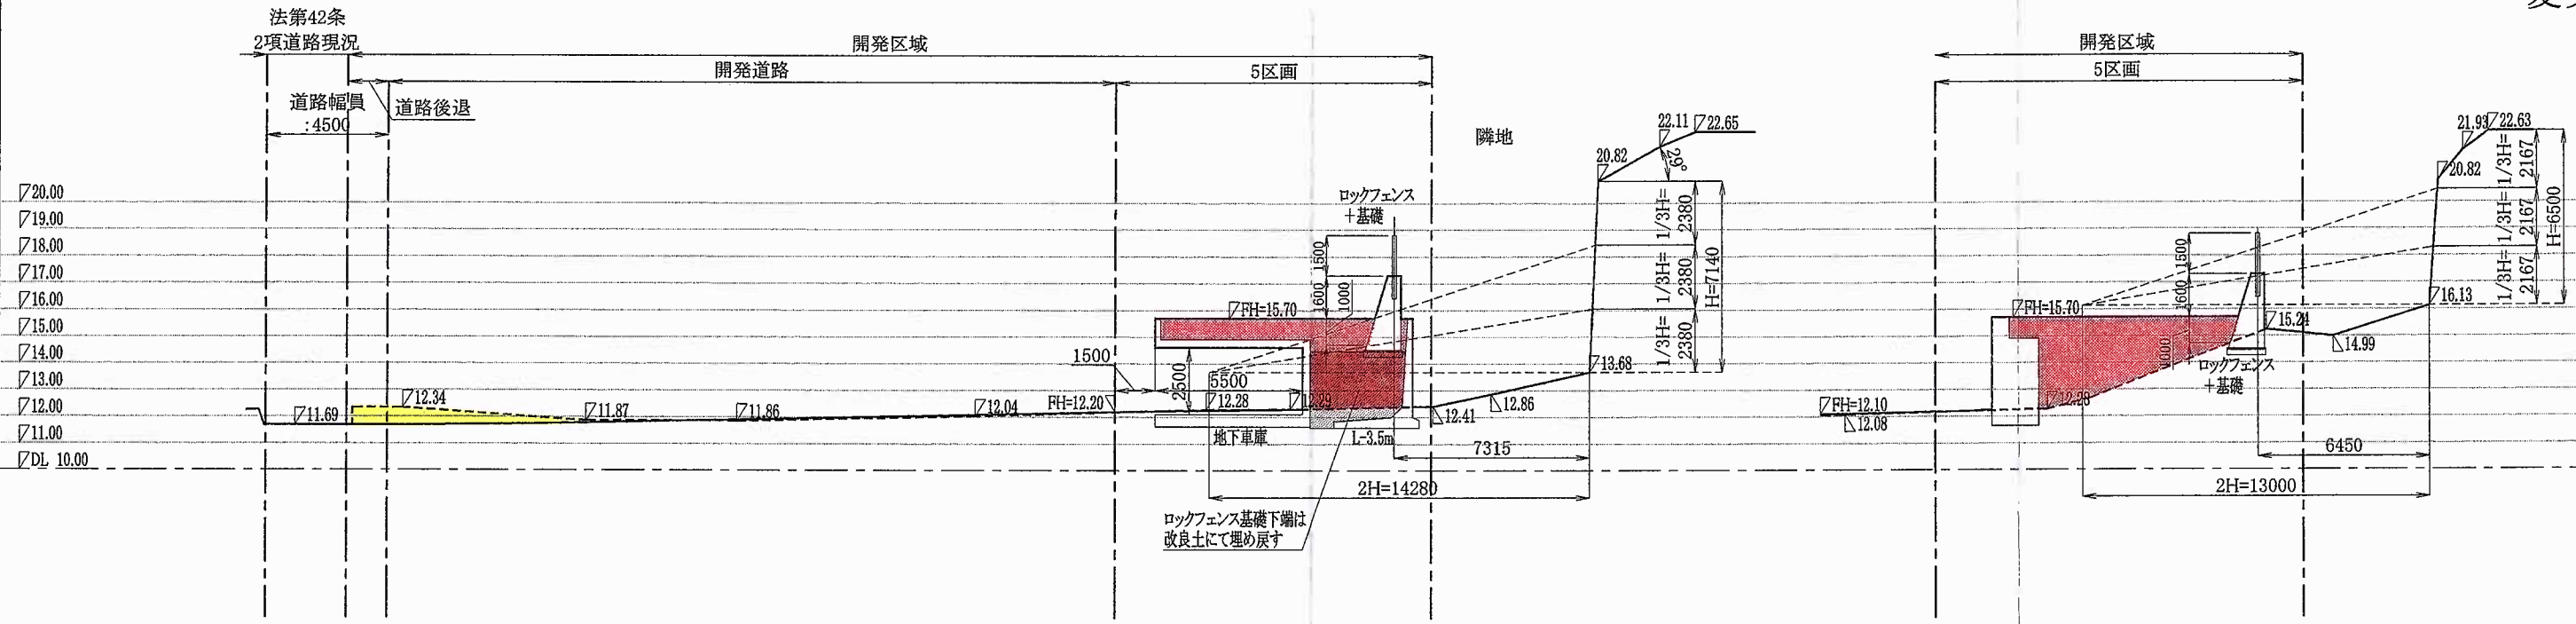 法第42条
2項道路現況
開発区域
開発道路
5区画
道路幅員
:4500
道路後退
隣地
22.11
22.65
20.82
29°
1/3H=
2380
1/3H=
2380
1/3H=
2380
H=7140
ロックフェンス
+基礎
1500
1600
1000
FH=15.70
20.00
19.00
18.00
17.00
16.00
15.00
14.00
13.00
12.00
11.00
DL 10.00
1500
2500
5500
13.68
12.34
11.69
11.87
11.86
12.04
FH=12.20
12.28
12.29
12.41
12.86
地下車庫
L-3.5m
7315
2H=14280
ロックフェンス基礎下端は
改良土にて埋め戻す
開発区域
5区画
21.93
22.63
20.82
1/3H=
2167
1/3H=
2167
1/3H=
2167
H=6500
1500
1600
1000
FH=15.70
16.13
15.24
14.99
ロックフェンス
+基礎
FH=12.10
12.08
12.28
6450
2H=13000